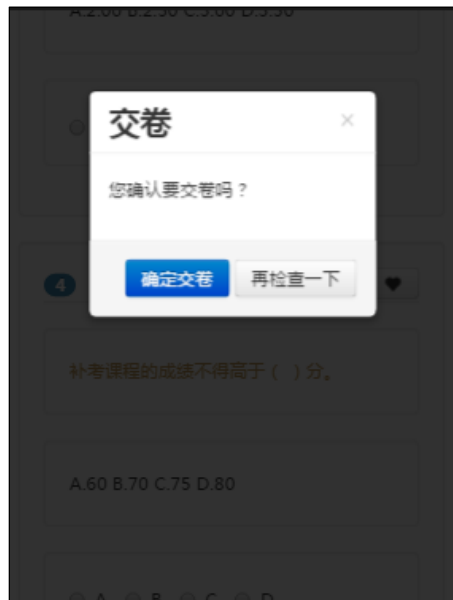 A.2.00 B.2.50 C.3.00 D.3.50
交卷
×
您确认要交卷吗？
确定交卷 再检查一下
4
补考课程的成绩不得高于（ ）分。
A.60 B.70 C.75 D.80
A B C D